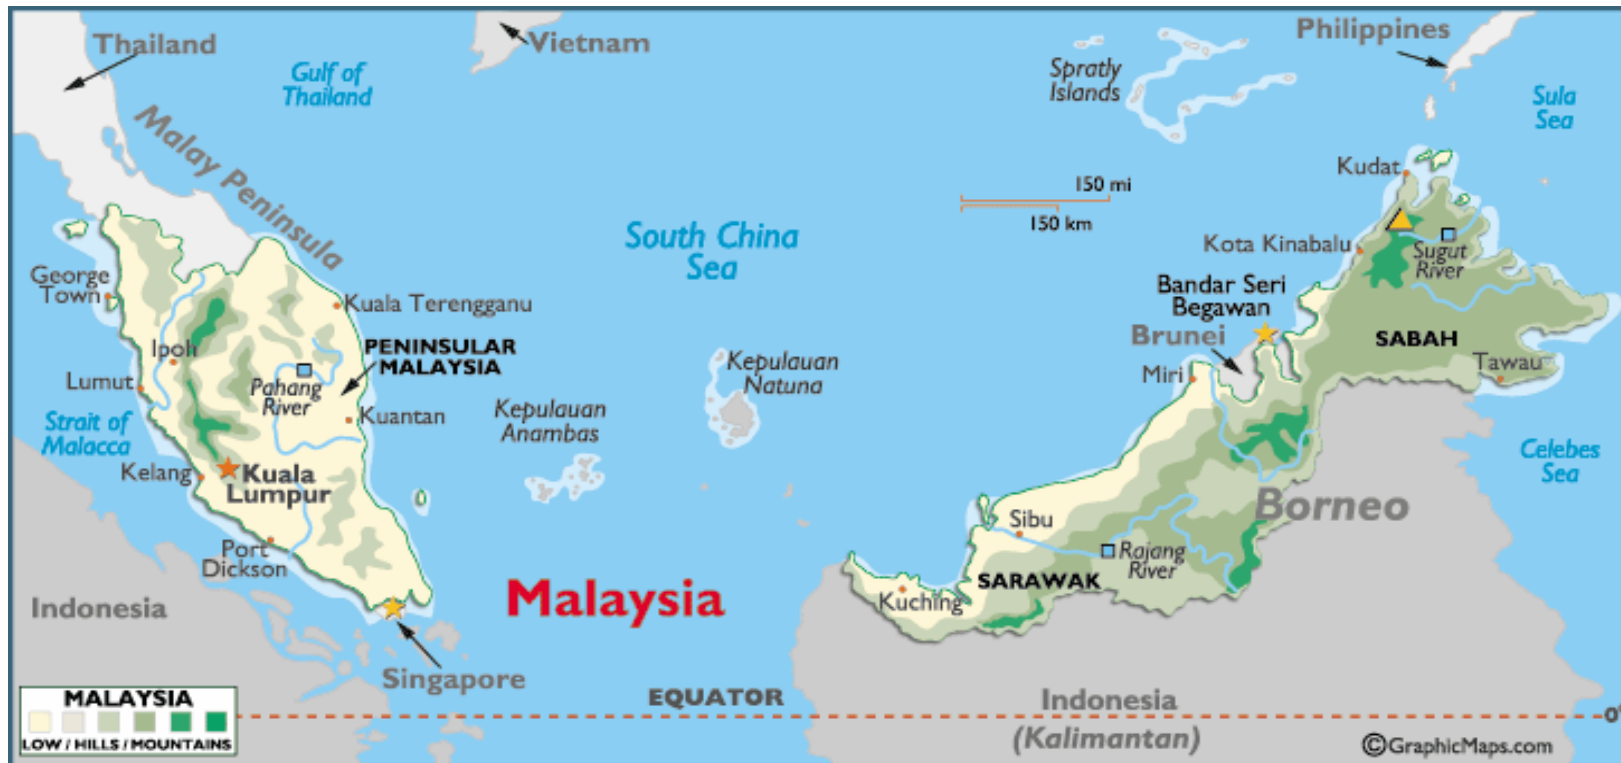 Thailand
Vietnam
Philippines
Gulf of
Thailand
Spratly
Islands
Sula
Sea
Malay Peninsula
Kudat
150 mi
150 km
South China
Sea
Kota Kinabalu
Sugut
River
George
Town
Kuala Terengganu
Bandar Seri
Begawan
Brunei
SABAH
Ipoh
PENINSULAR
MALAYSIA
Kepulauan
Natuna
Miri
Tawau
Lumut
Pahang
River
Kuantan
Kepulauan
Anambas
Strait of
Malacca
Celebes
Sea
Kelang
Kuala
Lumpur
Borneo
Sibu
Port
Dickson
Rajang
River
SARAWAK
Indonesia
Malaysia
Kuching
Singapore
MALAYSIA
LOW / HILLS / MOUNTAINS
EQUATOR
Indonesia
(Kalimantan)
0°
©GraphicMaps.com